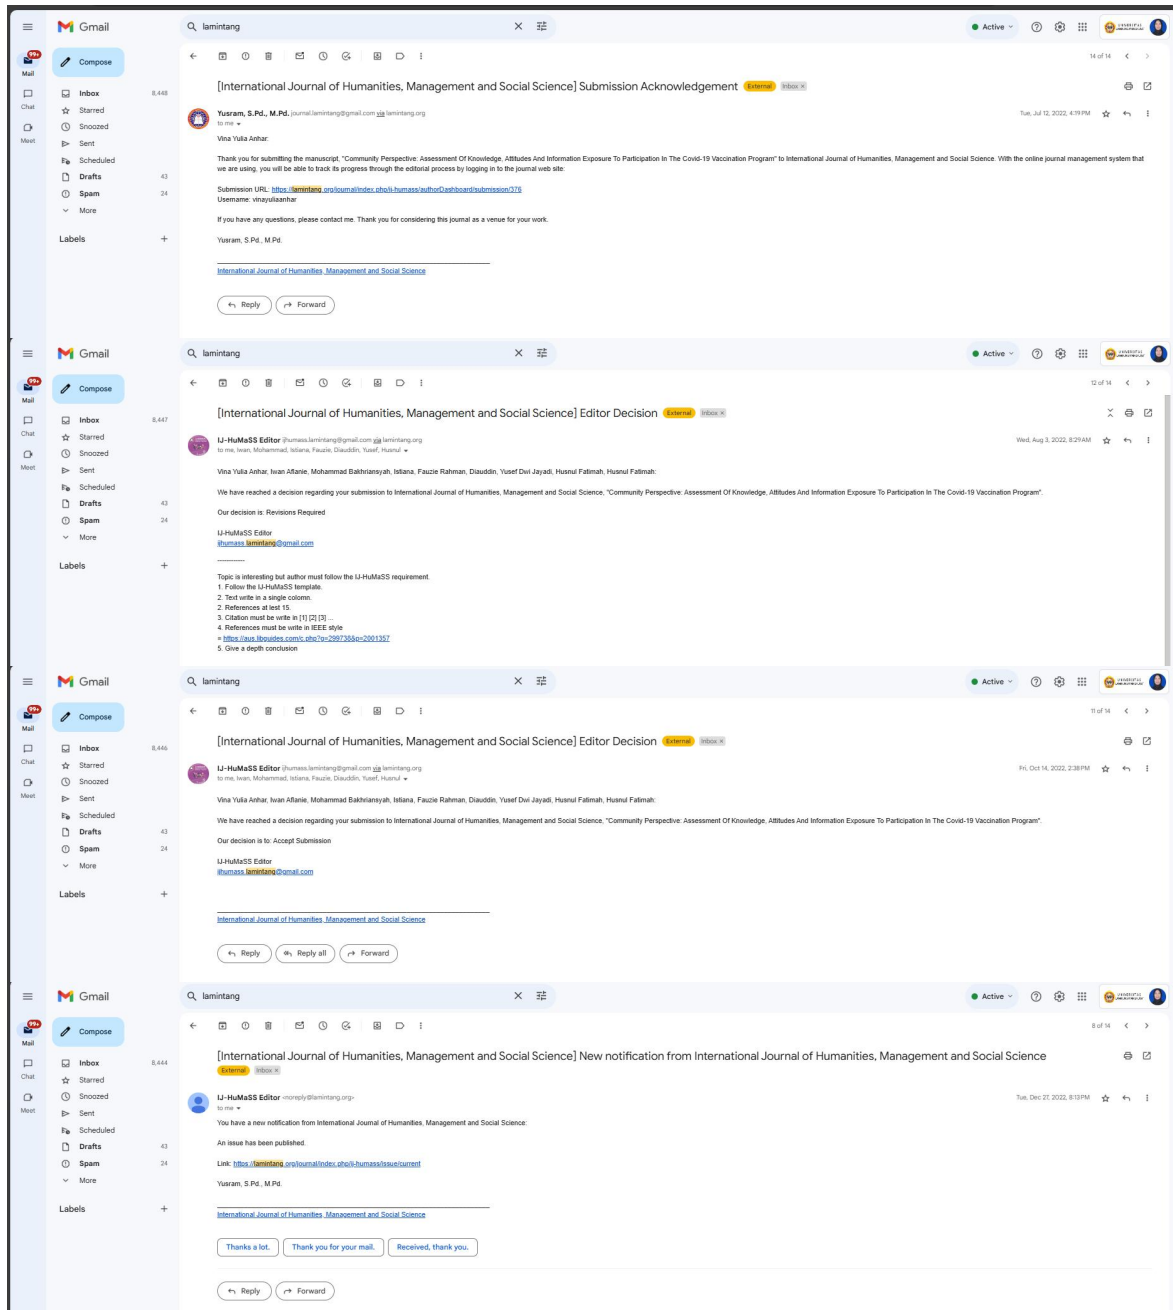 Gmail
lamintang
Active
99+
Mail
Compose
14 of 14
Chat
Meet
Inbox 8,448
Starred
Snoozed
Sent
Scheduled
Drafts 43
Spam 24
More
Labels
[International Journal of Humanities, Management and Social Science] Submission Acknowledgement External Inbox ×
Yusram, S.Pd., M.Pd. journal.lamintang@gmail.com via lamintang.org
Tue, Jul 12, 2022, 4:19 PM
to me
Vina Yulia Anhar:
Thank you for submitting the manuscript, "Community Perspective: Assessment Of Knowledge, Attitudes And Information Exposure To Participation In The Covid-19 Vaccination Program" to International Journal of Humanities, Management and Social Science. With the online journal management system that
we are using, you will be able to track its progress through the editorial process by logging in to the journal web site:
Submission URL: https://lamintang.org/journal/index.php/ij-humass/authorDashboard/submission/376
Username: vinayuliaanhar
If you have any questions, please contact me. Thank you for considering this journal as a venue for your work.
Yusram, S.Pd., M.Pd.
International Journal of Humanities, Management and Social Science
Reply
Forward
Gmail
lamintang
Active
99+
Mail
Compose
12 of 14
Chat
Meet
Inbox 8,447
Starred
Snoozed
Sent
Scheduled
Drafts 43
Spam 24
More
Labels
[International Journal of Humanities, Management and Social Science] Editor Decision External Inbox ×
IJ-HuMaSS Editor ijhumass.lamintang@gmail.com via lamintang.org
Wed, Aug 3, 2022, 8:29 AM
to me, Iwan, Mohammad, Istiana, Fauzie, Diauddin, Yusef, Husnul
Vina Yulia Anhar, Iwan Aflanie, Mohammad Bakhriansyah, Istiana, Fauzie Rahman, Diauddin, Yusef Dwi Jayadi, Husnul Fatimah, Husnul Fatimah:
We have reached a decision regarding your submission to International Journal of Humanities, Management and Social Science, "Community Perspective: Assessment Of Knowledge, Attitudes And Information Exposure To Participation In The Covid-19 Vaccination Program".
Our decision is: Revisions Required
IJ-HuMaSS Editor
ijhumass.lamintang@gmail.com
------------
Topic is interesting but author must follow the IJ-HuMaSS requirement.
1. Follow the IJ-HuMaSS template.
2. Text write in a single colomn.
2. References at lest 15.
3. Citation must be write in [1] [2] [3] ...
4. References must be write in IEEE style
= https://aus.libguides.com/c.php?g=299738&p=2001357
5. Give a depth conclusion
Gmail
lamintang
Active
99+
Mail
Compose
11 of 14
Chat
Meet
Inbox 8,446
Starred
Snoozed
Sent
Scheduled
Drafts 43
Spam 24
More
Labels
[International Journal of Humanities, Management and Social Science] Editor Decision External Inbox ×
IJ-HuMaSS Editor ijhumass.lamintang@gmail.com via lamintang.org
Fri, Oct 14, 2022, 2:38 PM
to me, Iwan, Mohammad, Istiana, Fauzie, Diauddin, Yusef, Husnul
Vina Yulia Anhar, Iwan Aflanie, Mohammad Bakhriansyah, Istiana, Fauzie Rahman, Diauddin, Yusef Dwi Jayadi, Husnul Fatimah, Husnul Fatimah:
We have reached a decision regarding your submission to International Journal of Humanities, Management and Social Science, "Community Perspective: Assessment Of Knowledge, Attitudes And Information Exposure To Participation In The Covid-19 Vaccination Program".
Our decision is to: Accept Submission
IJ-HuMaSS Editor
ijhumass.lamintang@gmail.com
International Journal of Humanities, Management and Social Science
Reply
Reply all
Forward
Gmail
lamintang
Active
99+
Mail
Compose
8 of 14
Chat
Meet
Inbox 8,444
Starred
Snoozed
Sent
Scheduled
Drafts 43
Spam 24
More
Labels
[International Journal of Humanities, Management and Social Science] New notification from International Journal of Humanities, Management and Social Science
External Inbox ×
IJ-HuMaSS Editor <noreply@lamintang.org>
Tue, Dec 27, 2022, 8:13 PM
to me
You have a new notification from International Journal of Humanities, Management and Social Science:
An issue has been published.
Link: https://lamintang.org/journal/index.php/ij-humass/issue/current
Yusram, S.Pd., M.Pd.
International Journal of Humanities, Management and Social Science
Thanks a lot.
Thank you for your mail.
Received, thank you.
Reply
Forward